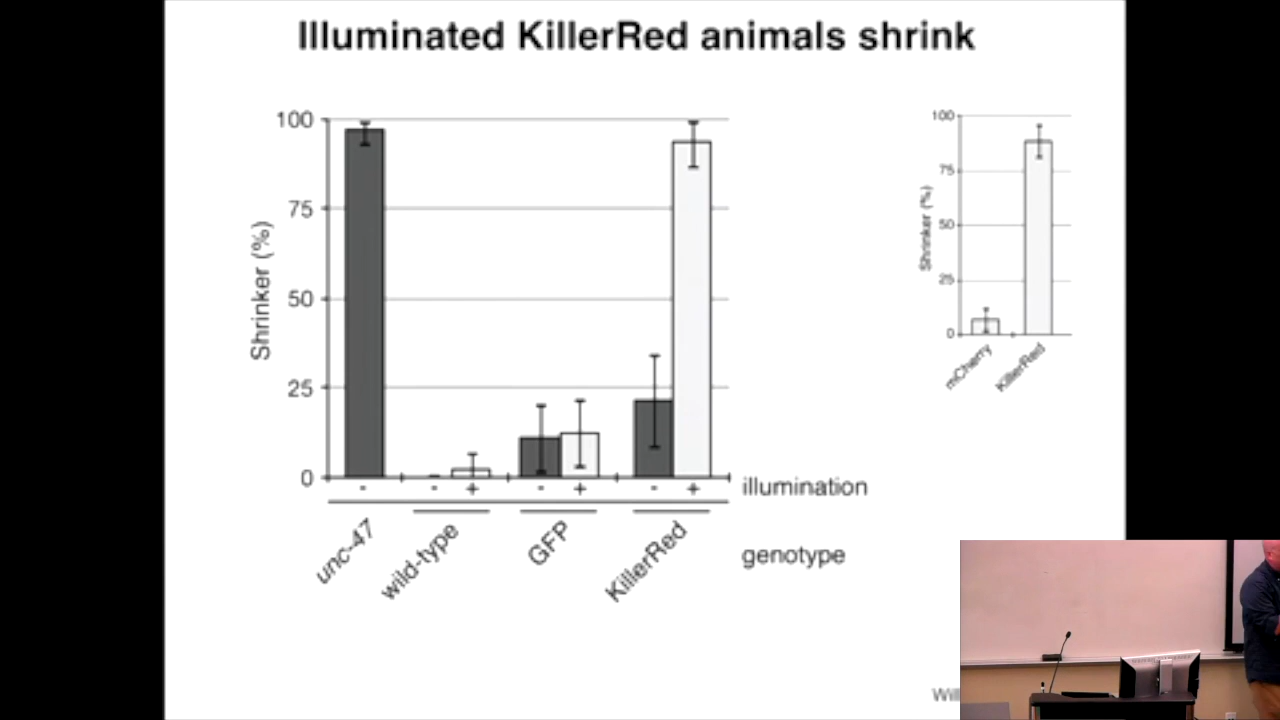 Illuminated KillerRed animals shrink
100
75
50
25
0
Shrinker (%)
- - + - + - + illumination
unc-47 wild-type GFP KillerRed genotype
100
75
50
25
0
Shrinker (%)
mCherry KillerRed